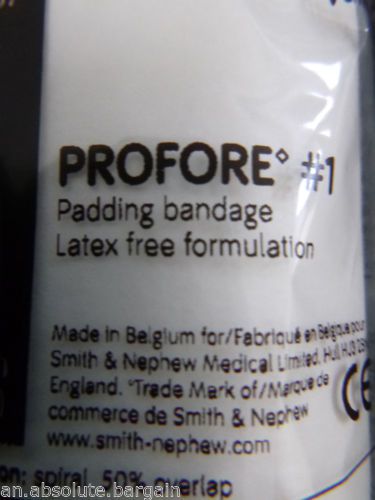 PROFORE◊ #1
Padding bandage
Latex free formulation
Made in Belgium for/Fabriqué en Belgique pour
Smith & Nephew Medical Limited, Hull HU3
England. ◊Trade Mark of/Marque de
commerce de Smith & Nephew
www.smith-nephew.com
CE
spiral, 50% overlap
an.absolute.bargain